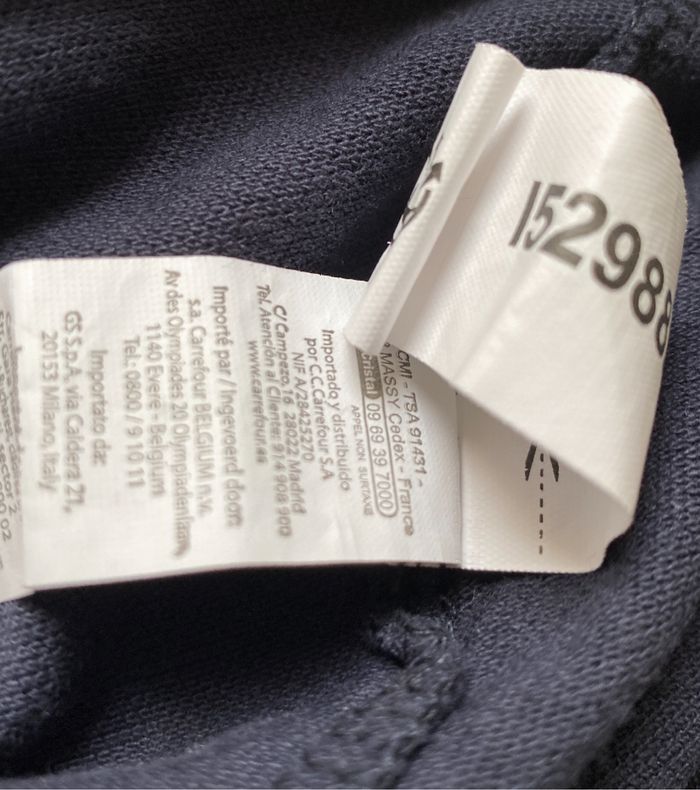 152988
CMI - TSA 91431 -
MASSY Cedex - France
cristal 09 69 39 7000
APPEL NON SURTAXE
Importado y distribuido
por C.C.Carrefour S.A
NIF A/28425270
C/ Campezo, 16 28022 Madrid
Tel. Atención al Cliente: 914 908 900
www.carrefour.es
Importé par / Ingevoerd door:
s.a. Carrefour BELGIUM n.v.
Av des Olympiades 20 Olympiadenlaan,
1140 Evere - Belgium
Tel.: 0800 / 9 10 11
Importato da:
GS S.p.A, via Caldera 21,
20153 Milano, Italy